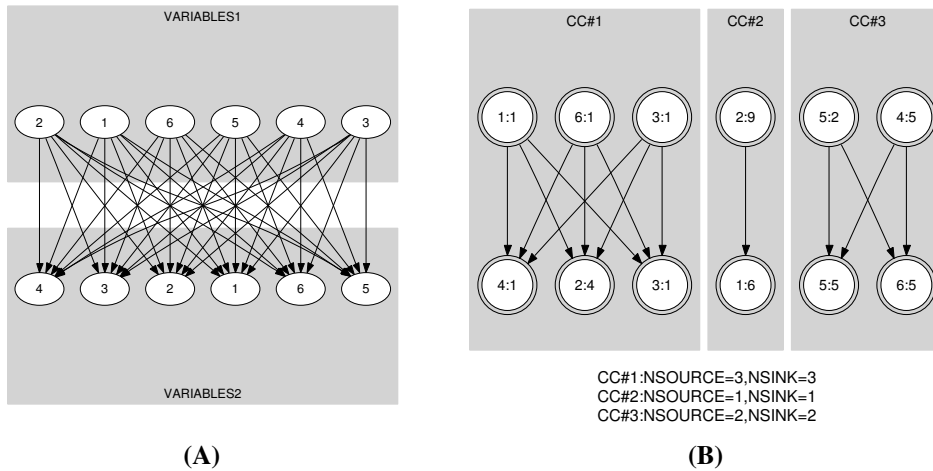 VARIABLES1
2 1 6 5 4 3
4 3 2 1 6 5
VARIABLES2
(A)
CC#1 CC#2 CC#3
1:1 6:1 3:1 2:9 5:2 4:5
4:1 2:4 3:1 1:6 5:5 6:5
CC#1:NSOURCE=3,NSINK=3
CC#2:NSOURCE=1,NSINK=1
CC#3:NSOURCE=2,NSINK=2
(B)